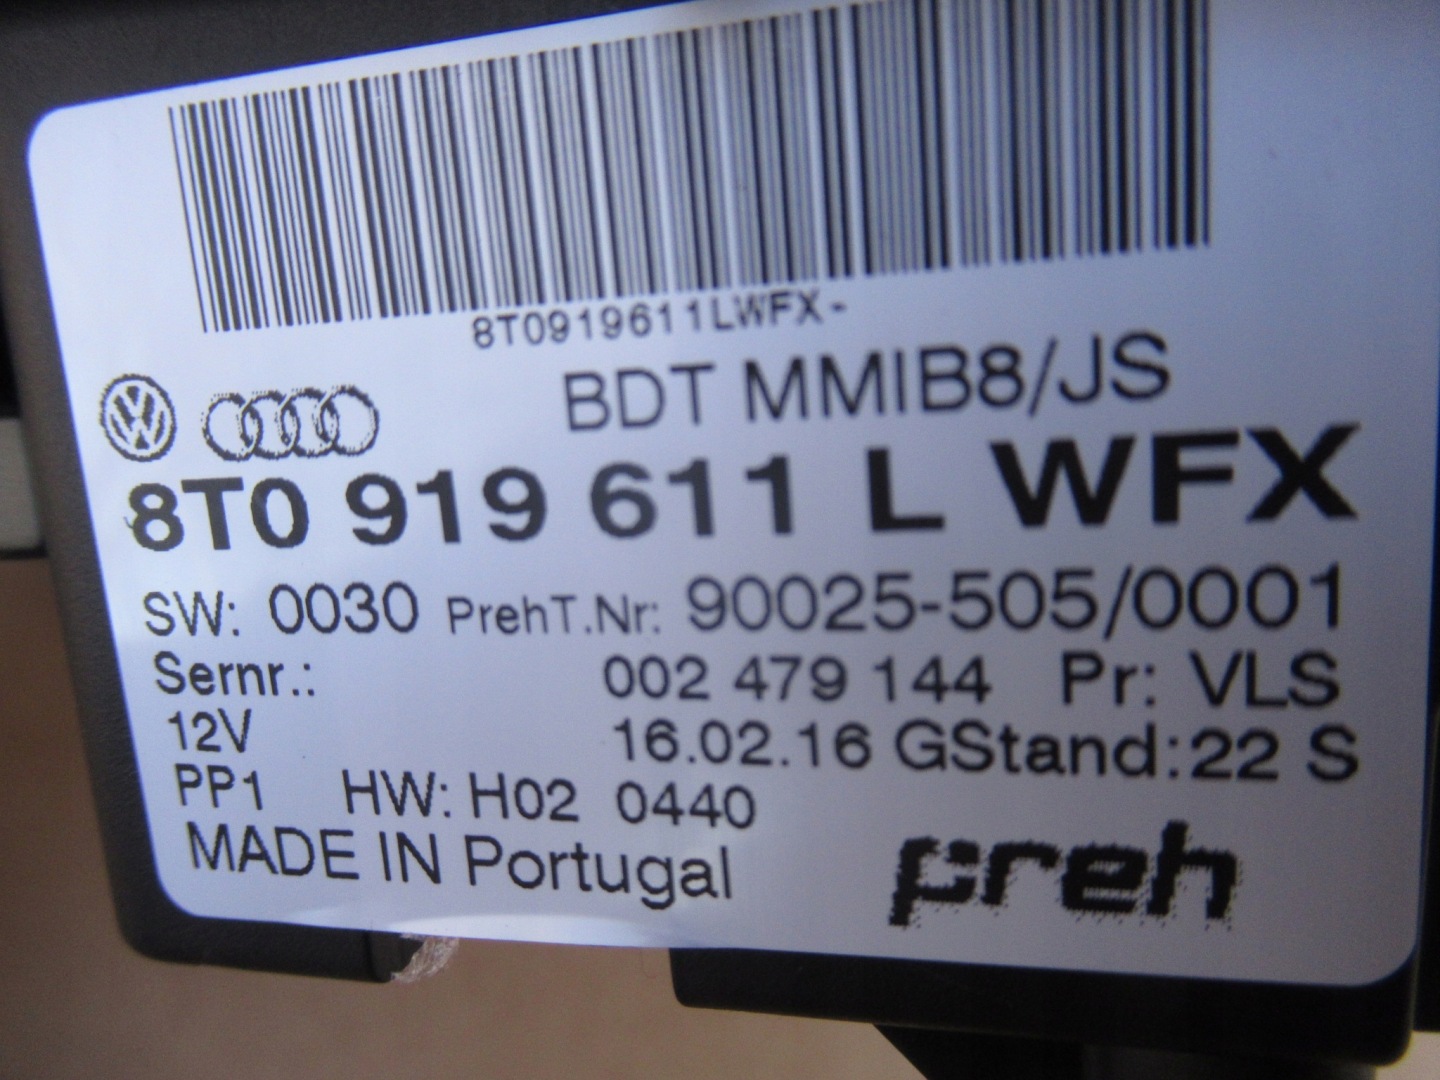 8T0919611LWFX-
BDT MMIB8/JS
8T0 919 611 L WFX
SW: 0030 PrehT.Nr: 90025-505/0001
Sernr.: 002 479 144 Pr: VLS
12V 16.02.16 GStand:22 S
PP1 HW: H02 0440
MADE IN Portugal
preh